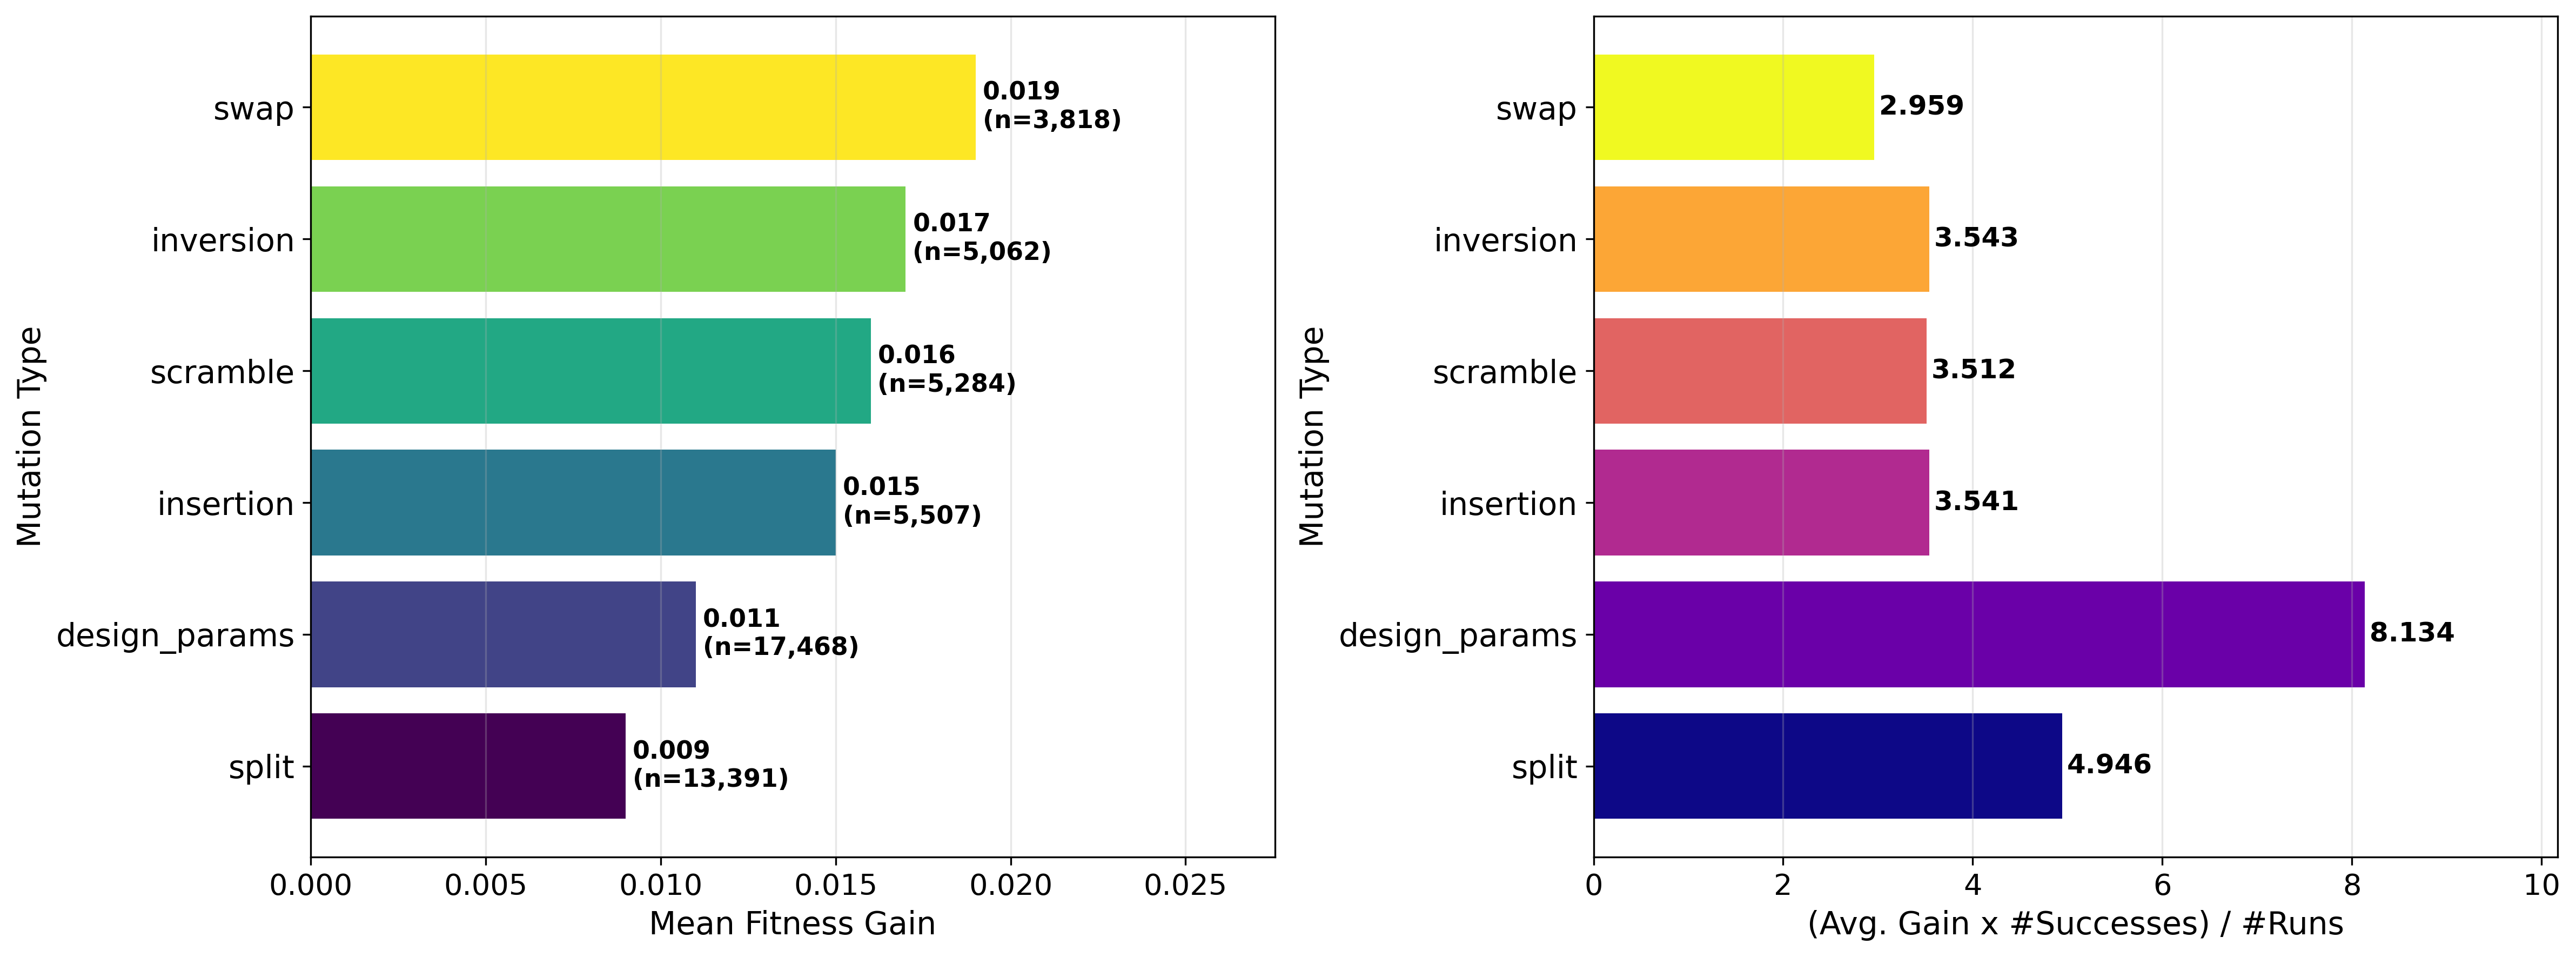 Mutation Type
swap
inversion
scramble
insertion
design_params
split
0.019
(n=3,818)
0.017
(n=5,062)
0.016
(n=5,284)
0.015
(n=5,507)
0.011
(n=17,468)
0.009
(n=13,391)
0.000 0.005 0.010 0.015 0.020 0.025
Mean Fitness Gain
Mutation Type
swap
inversion
scramble
insertion
design_params
split
2.959
3.543
3.512
3.541
8.134
4.946
0 2 4 6 8 10
(Avg. Gain x #Successes) / #Runs